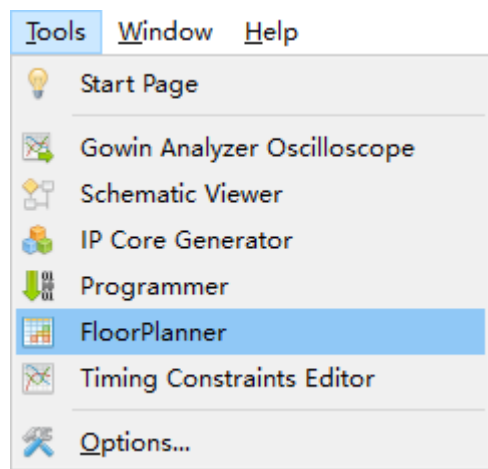 Tools Window Help
Start Page
Gowin Analyzer Oscilloscope
Schematic Viewer
IP Core Generator
Programmer
FloorPlanner
Timing Constraints Editor
Options...